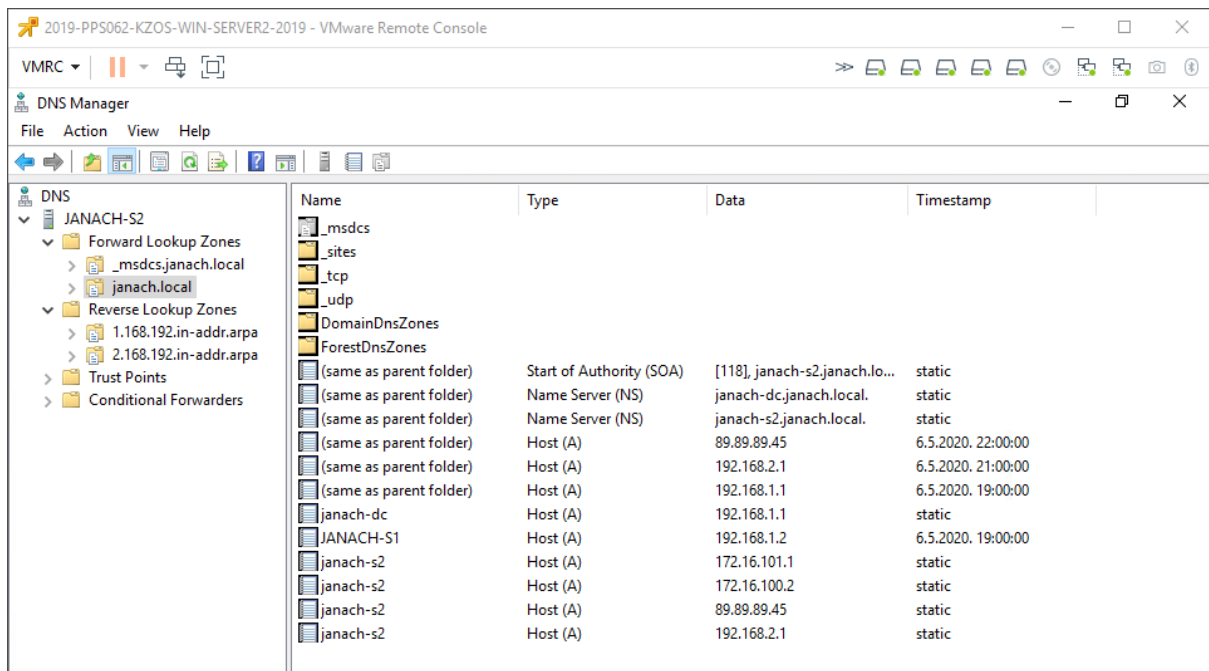 2019-PPS062-KZOS-WIN-SERVER2-2019 - VMware Remote Console
VMRC
DNS Manager
File Action View Help
DNS
JANACH-S2
Forward Lookup Zones
_msdcs.janach.local
janach.local
Reverse Lookup Zones
1.168.192.in-addr.arpa
2.168.192.in-addr.arpa
Trust Points
Conditional Forwarders
Name Type Data Timestamp
_msdcs
_sites
_tcp
_udp
DomainDnsZones
ForestDnsZones
(same as parent folder) Start of Authority (SOA) [118], janach-s2.janach.lo... static
(same as parent folder) Name Server (NS) janach-dc.janach.local. static
(same as parent folder) Name Server (NS) janach-s2.janach.local. static
(same as parent folder) Host (A) 89.89.89.45 6.5.2020. 22:00:00
(same as parent folder) Host (A) 192.168.2.1 6.5.2020. 21:00:00
(same as parent folder) Host (A) 192.168.1.1 6.5.2020. 19:00:00
janach-dc Host (A) 192.168.1.1 static
JANACH-S1 Host (A) 192.168.1.2 6.5.2020. 19:00:00
janach-s2 Host (A) 172.16.101.1 static
janach-s2 Host (A) 172.16.100.2 static
janach-s2 Host (A) 89.89.89.45 static
janach-s2 Host (A) 192.168.2.1 static